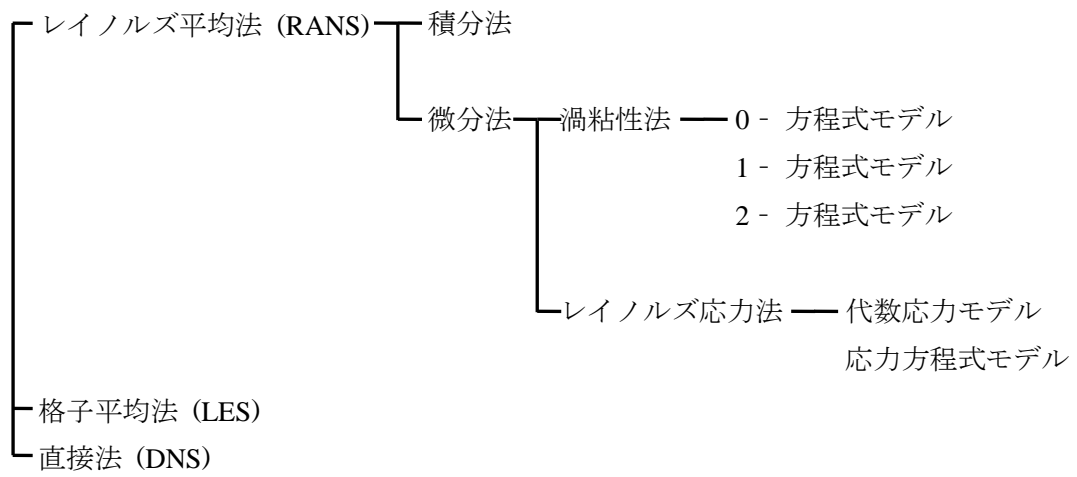 レイノルズ平均法 (RANS) 積分法
微分法 渦粘性法 0‐ 方程式モデル
1‐ 方程式モデル
2‐ 方程式モデル
レイノルズ応力法 代数応力モデル
応力方程式モデル
格子平均法 (LES)
直接法 (DNS)